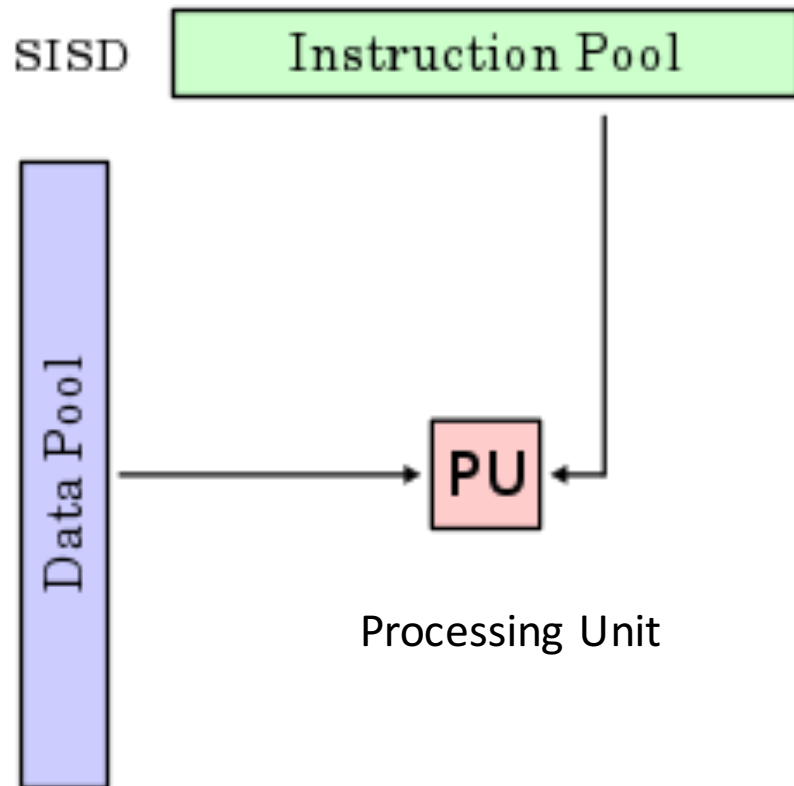 SISD
Instruction Pool
Data Pool
PU
Processing Unit